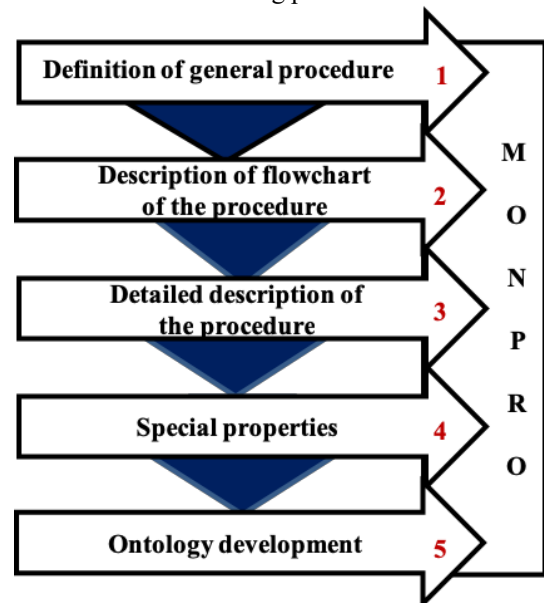 Definition of general procedure 1
Description of flowchart
of the procedure 2
Detailed description of
the procedure 3
Special properties 4
Ontology development 5
M
O
N
P
R
O